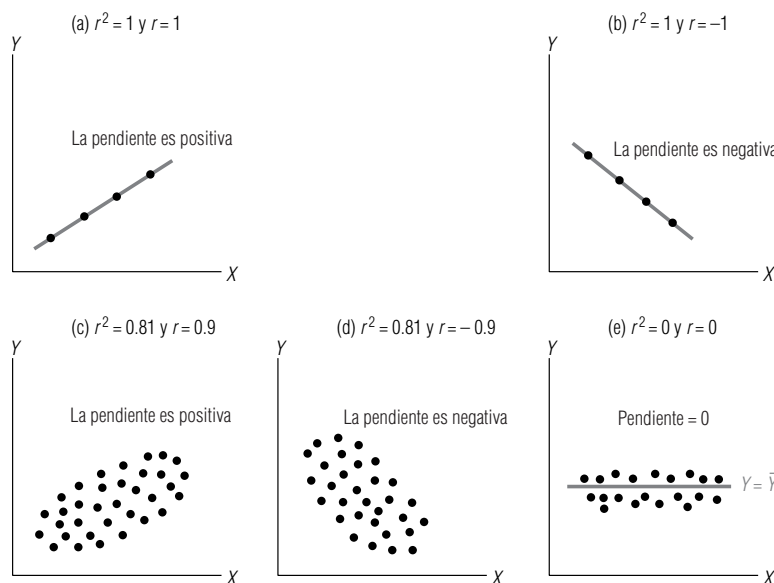 (a) r² = 1 y r = 1
Y
La pendiente es positiva
X
(b) r² = 1 y r = –1
Y
La pendiente es negativa
X
(c) r² = 0.81 y r = 0.9
Y
La pendiente es positiva
X
(d) r² = 0.81 y r = – 0.9
Y
La pendiente es negativa
X
(e) r² = 0 y r = 0
Y
Pendiente = 0
Y = Ȳ
X